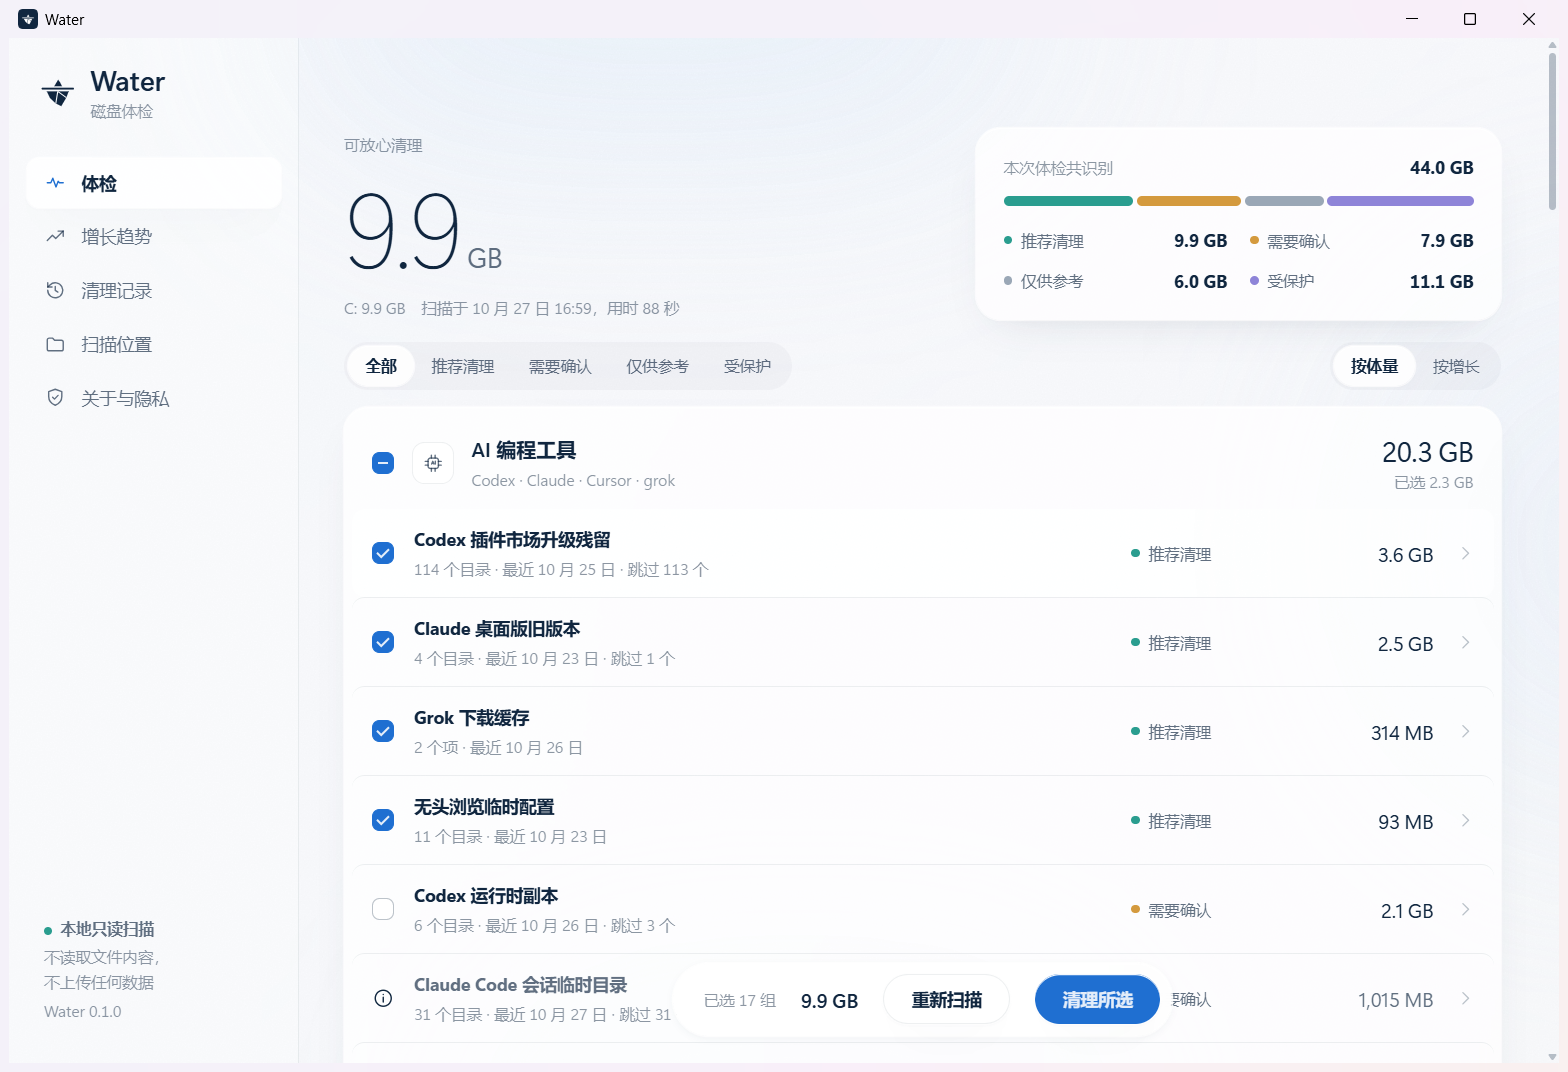 Water
Water
磁盘体检
体检
增长趋势
清理记录
扫描位置
关于与隐私
本地只读扫描
不读取文件内容，
不上传任何数据
Water 0.1.0
可放心清理
9.9 GB
C: 9.9 GB 扫描于 10 月 27 日 16:59，用时 88 秒
本次体检共识别 44.0 GB
推荐清理 9.9 GB 需要确认 7.9 GB
仅供参考 6.0 GB 受保护 11.1 GB
全部 推荐清理 需要确认 仅供参考 受保护 按体量 按增长
AI 编程工具 20.3 GB
Codex · Claude · Cursor · grok 已选 2.3 GB
Codex 插件市场升级残留
114 个目录 · 最近 10 月 25 日 · 跳过 113 个
推荐清理 3.6 GB
Claude 桌面版旧版本
4 个目录 · 最近 10 月 23 日 · 跳过 1 个
推荐清理 2.5 GB
Grok 下载缓存
2 个项 · 最近 10 月 26 日
推荐清理 314 MB
无头浏览临时配置
11 个目录 · 最近 10 月 23 日
推荐清理 93 MB
Codex 运行时副本
6 个目录 · 最近 10 月 26 日 · 跳过 3 个
需要确认 2.1 GB
Claude Code 会话临时目录
31 个目录 · 最近 10 月 27 日 · 跳过 31
要确认 1,015 MB
已选 17 组 9.9 GB 重新扫描 清理所选